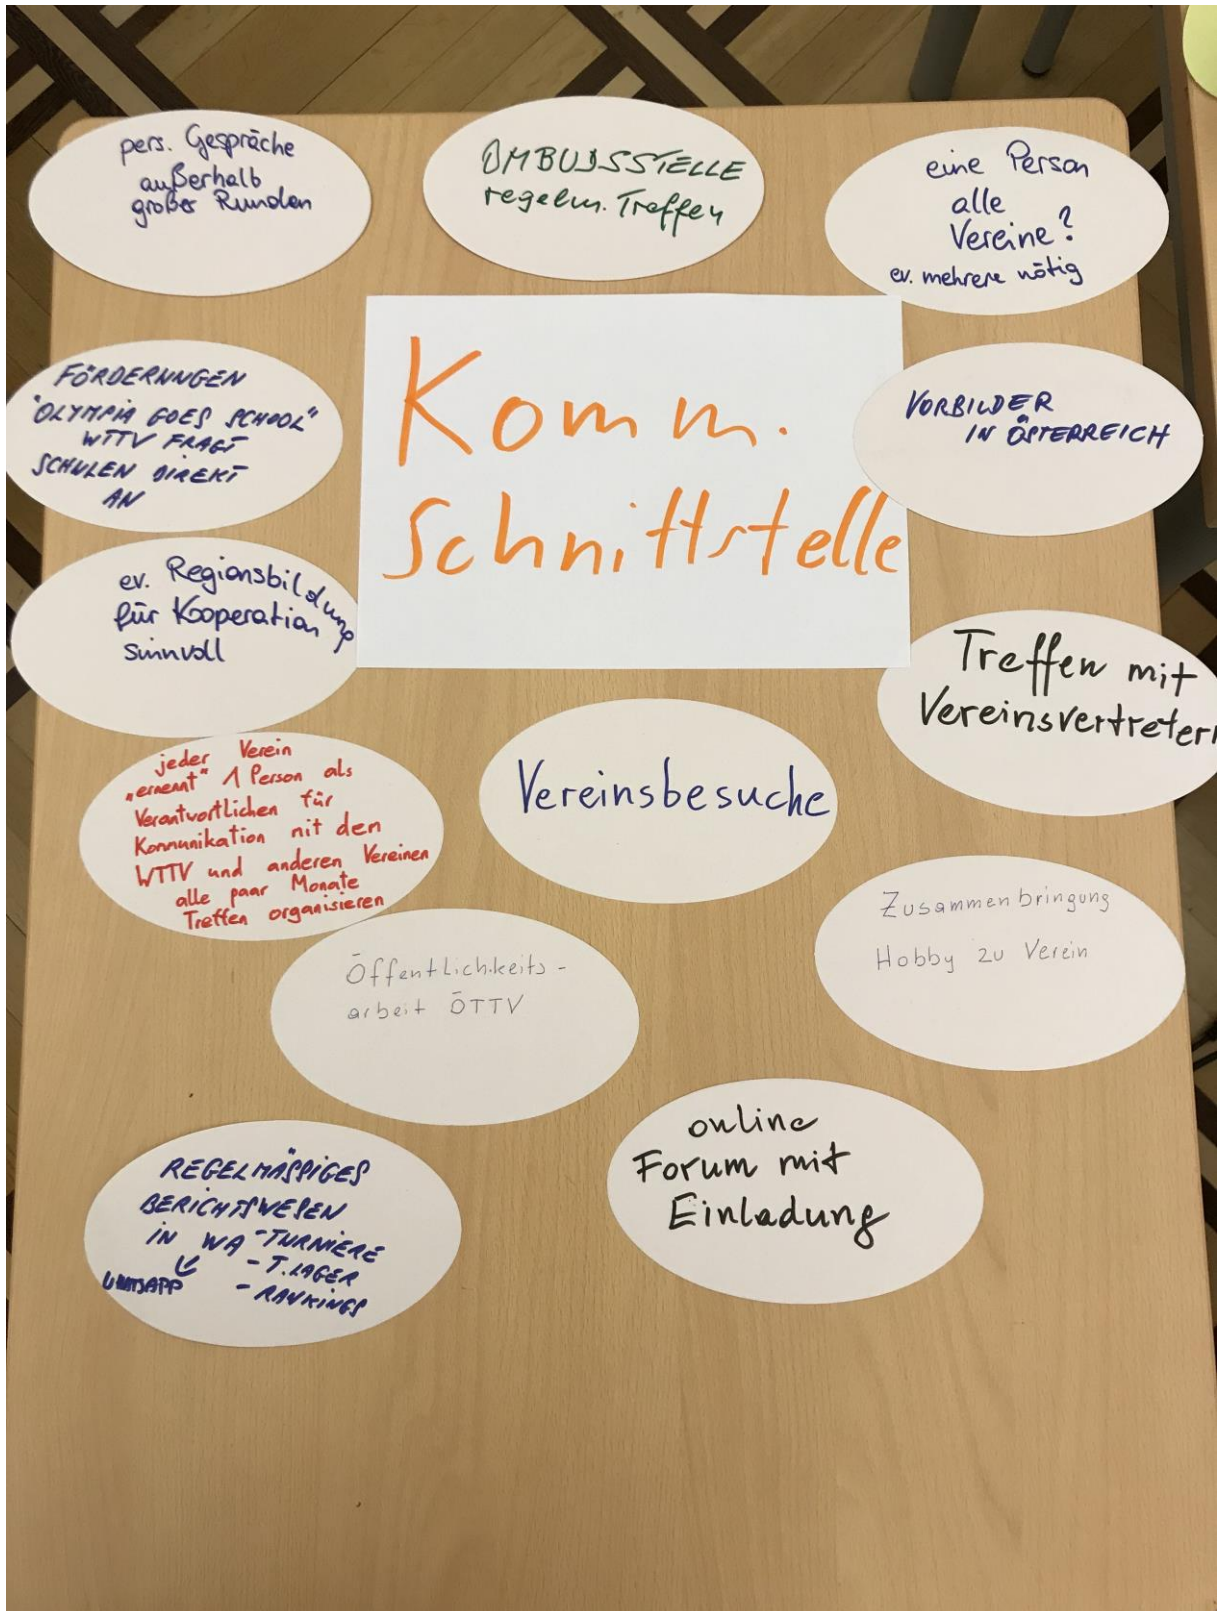 pers. Gespräche
außerhalb
großer Runden
OMBUDSSTELLE
regelm. Treffen
eine Person
alle
Vereine?
ev. mehrere nötig
Komm.
Schnittstelle
FÖRDERUNGEN
"OLYMPIA GOES SCHOOL"
WTTV FRAGT
SCHULEN DIREKT
AN
VORBILDER
IN ÖSTERREICH
ev. Regionsbildung
für Kooperation
sinnvoll
Treffen mit
Vereinsvertretern
jeder Verein
„ernennt" 1 Person als
Verantwortlichen für
Kommunikation mit den
WTTV und anderen Vereinen
alle paar Monate
Treffen organisieren
Vereinsbesuche
Zusammenbringung
Hobby zu Verein
Öffentlichkeits-
arbeit ÖTTV
REGELMÄSSIGES
BERICHTSWESEN
IN WA - TURNIERE
- T.LAGER
WHATSAPP - RANKINGS
online
Forum mit
Einladung